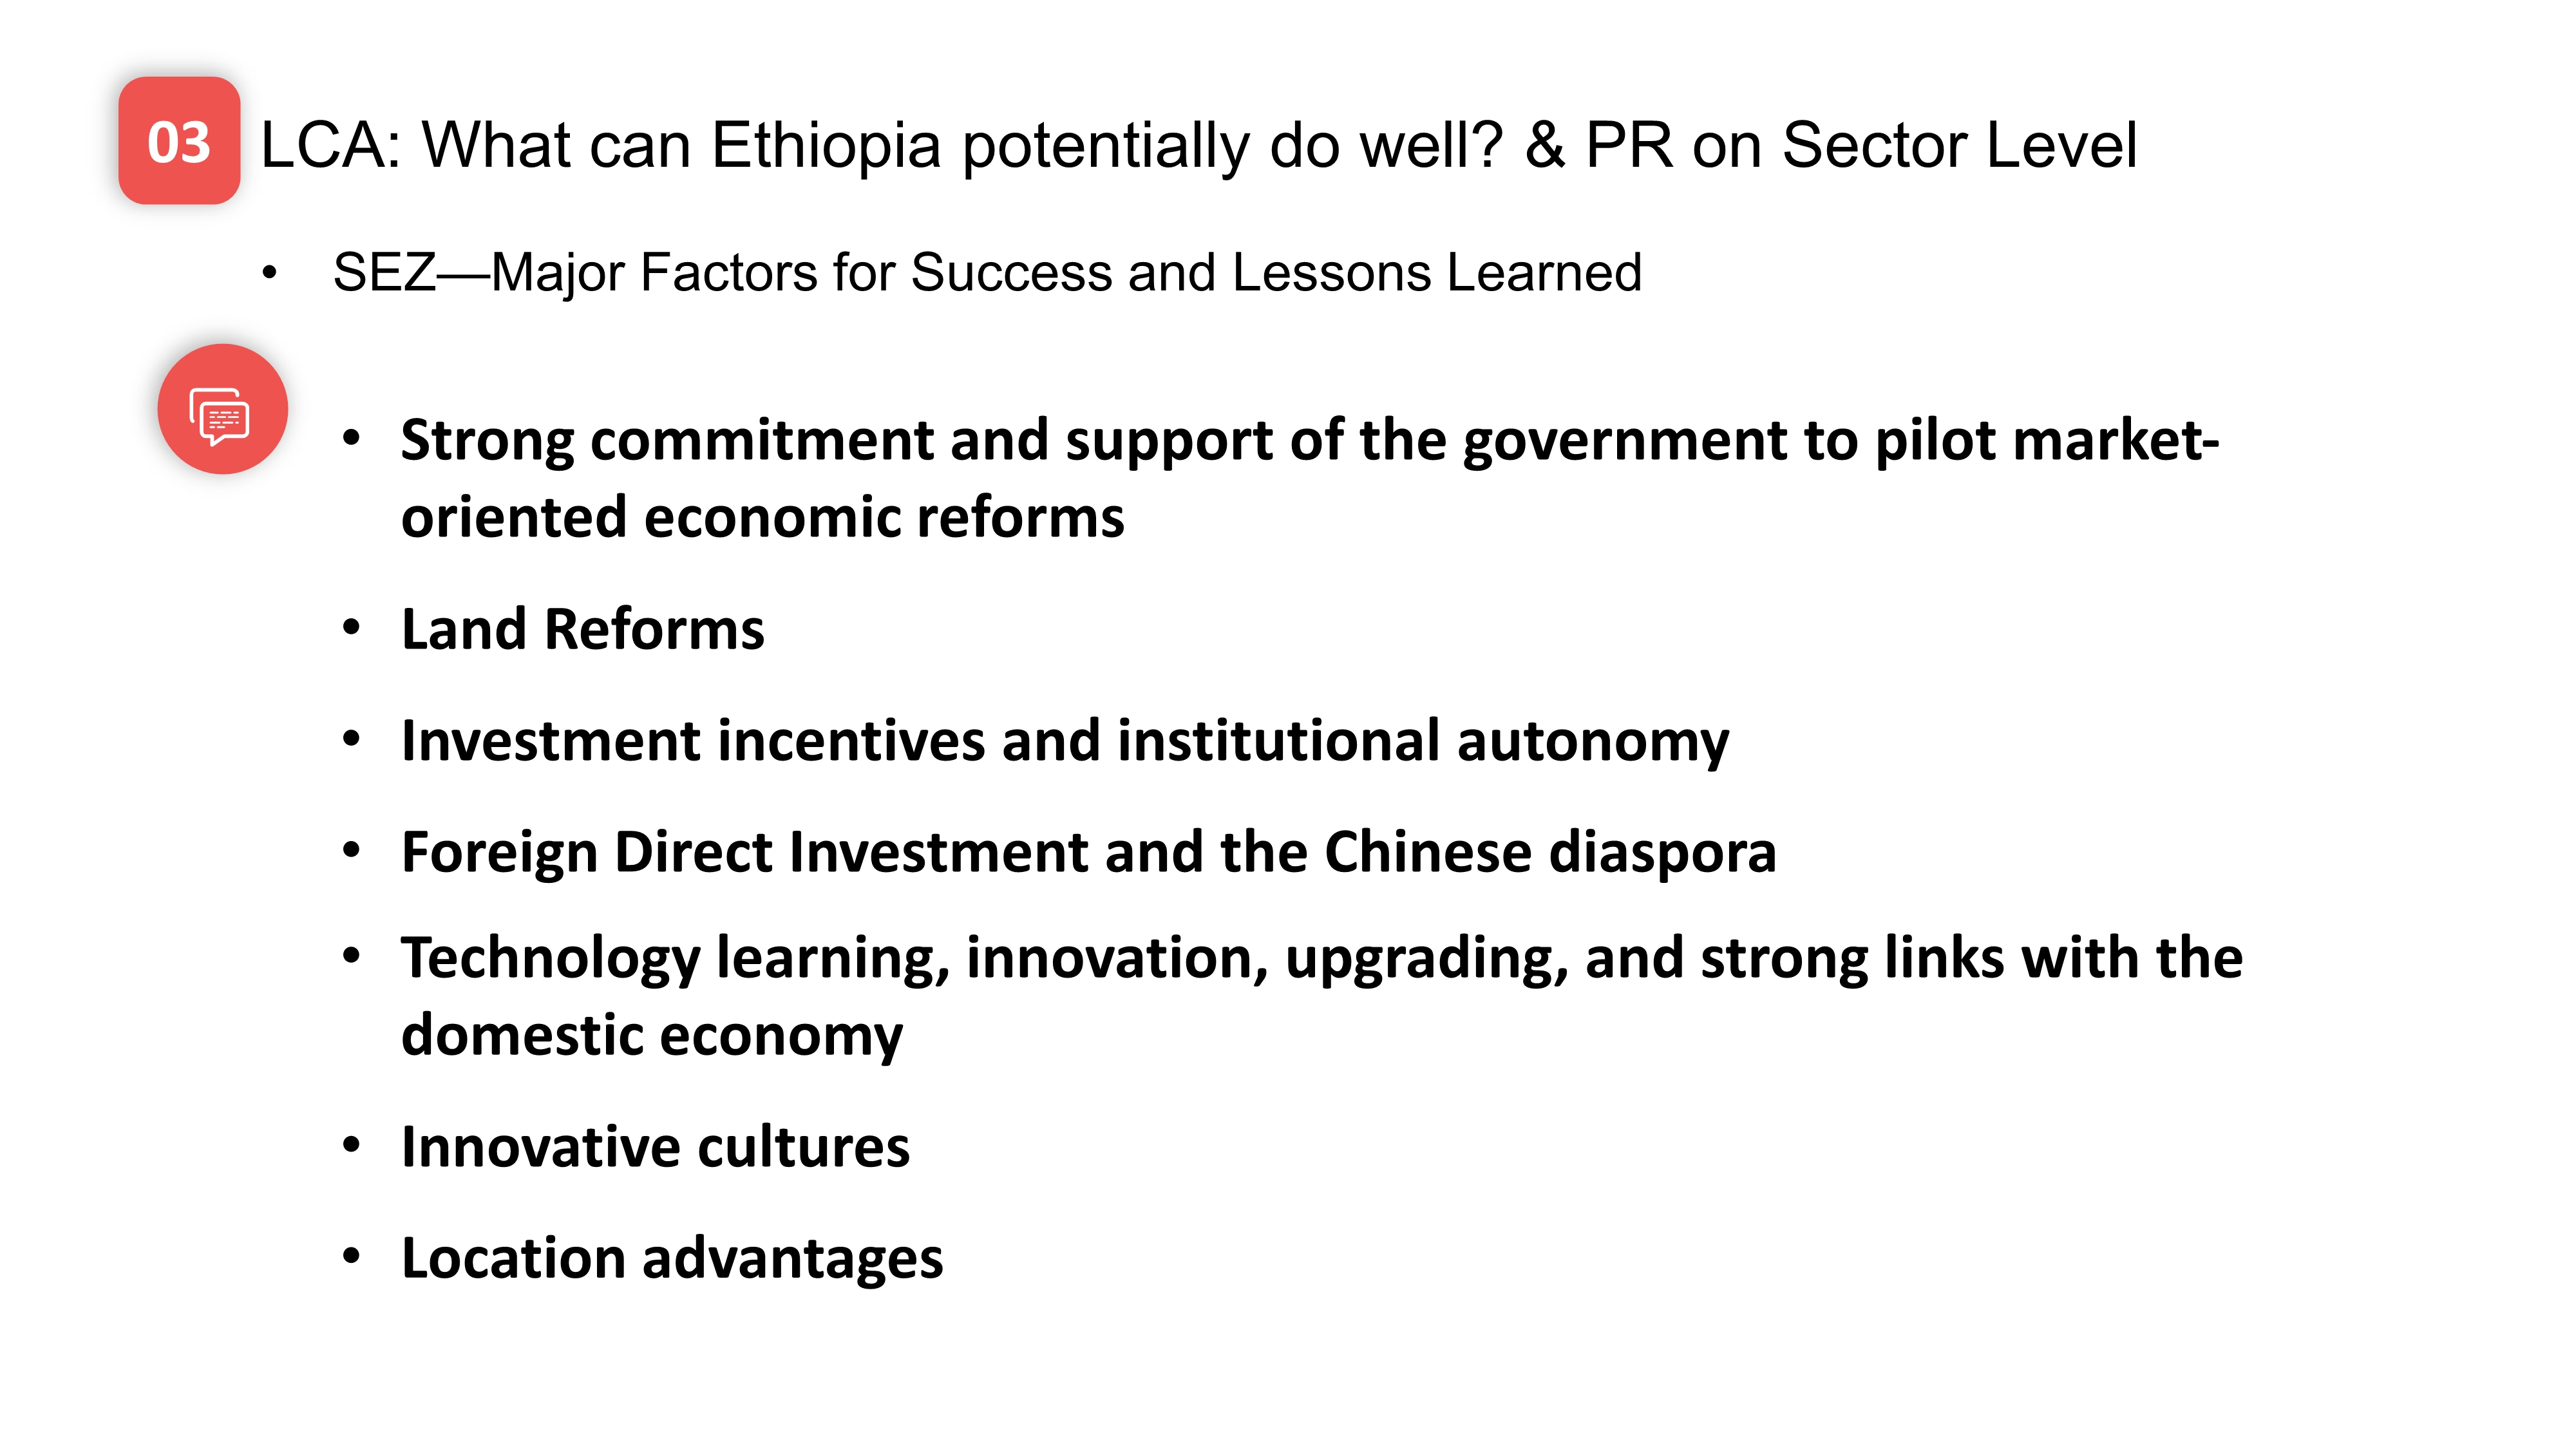 03
LCA: What can Ethiopia potentially do well? & PR on Sector Level
• SEZ—Major Factors for Success and Lessons Learned
• Strong commitment and support of the government to pilot market-
oriented economic reforms
• Land Reforms
• Investment incentives and institutional autonomy
• Foreign Direct Investment and the Chinese diaspora
• Technology learning, innovation, upgrading, and strong links with the
domestic economy
• Innovative cultures
• Location advantages